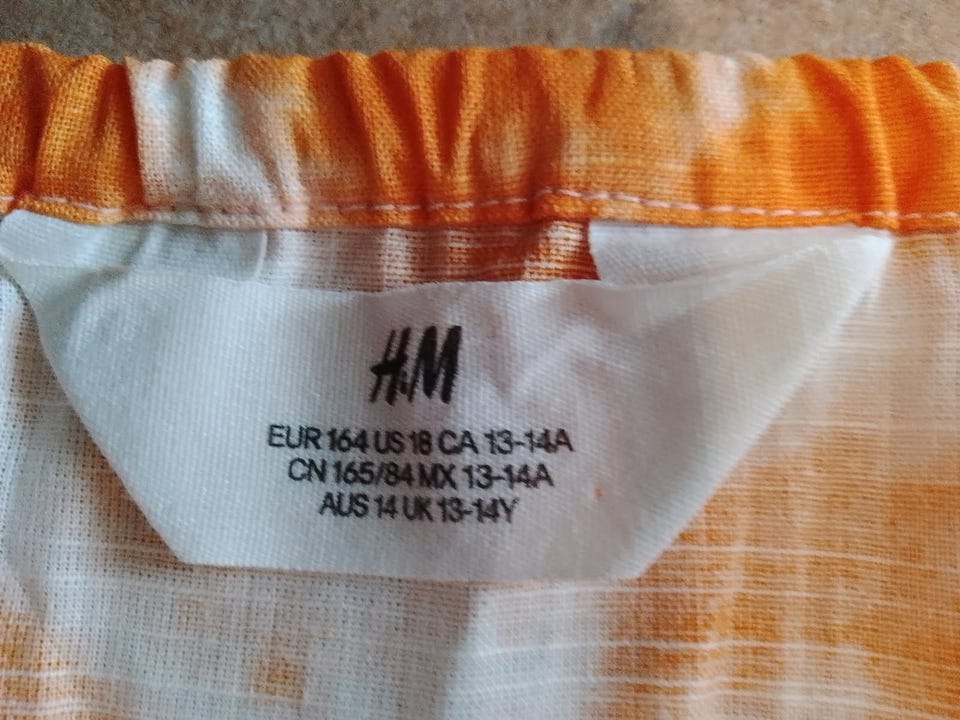 H&M
EUR 164 US 18 CA 13-14A
CN 165/84 MX 13-14A
AUS 14 UK 13-14Y